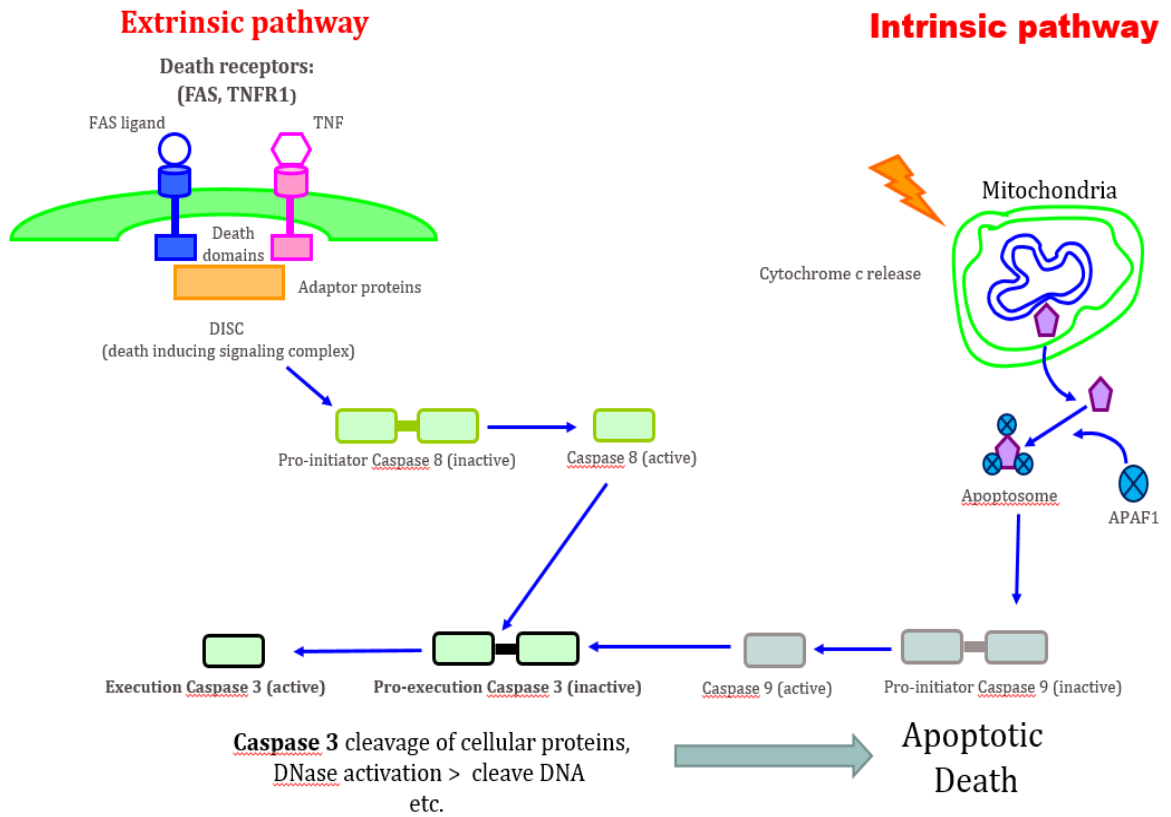 Extrinsic pathway
Intrinsic pathway
Death receptors:
(FAS, TNFR1)
FAS ligand
TNF
Death
domains
Adaptor proteins
DISC
(death inducing signaling complex)
Mitochondria
Cytochrome c release
Pro-initiator Caspase 8 (inactive)
Caspase 8 (active)
Apoptosome
APAF1
Execution Caspase 3 (active)
Pro-execution Caspase 3 (inactive)
Caspase 9 (active)
Pro-initiator Caspase 9 (inactive)
Caspase 3 cleavage of cellular proteins,
DNase activation > cleave DNA
etc.
Apoptotic
Death